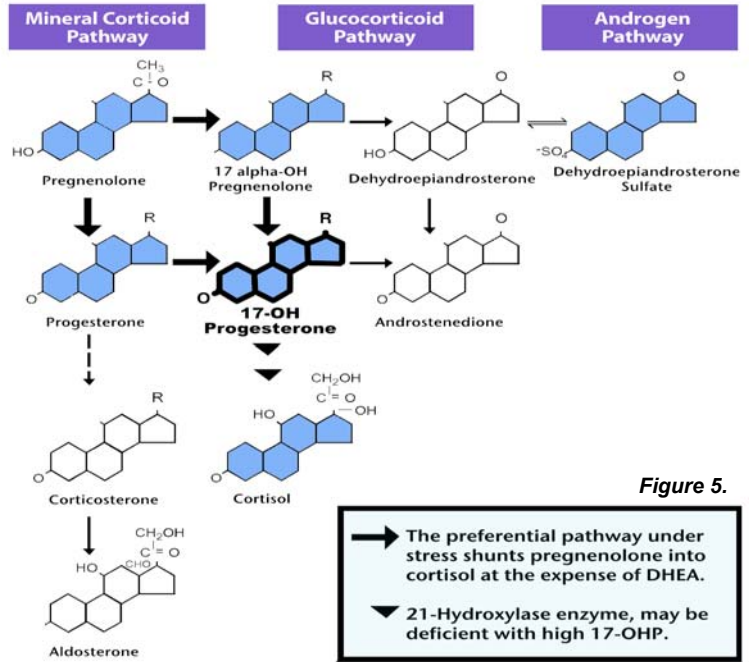 Mineral Corticoid
Pathway
Glucocorticoid
Pathway
Androgen
Pathway
CH₃
C - O
HO
Pregnenolone
R
17 alpha-OH
Pregnenolone
O
HO
Dehydroepiandrosterone
O
-SO₄
Dehydroepiandrosterone
Sulfate
R
O
Progesterone
R
O
17-OH
Progesterone
O
O
Androstenedione
R
O
Corticosterone
CH₂OH
C = O
HO
OH
O
Cortisol
CH₂OH
C = O
HO
CHO
Aldosterone
Figure 5.
The preferential pathway under
stress shunts pregnenolone into
cortisol at the expense of DHEA.
21-Hydroxylase enzyme, may be
deficient with high 17-OHP.